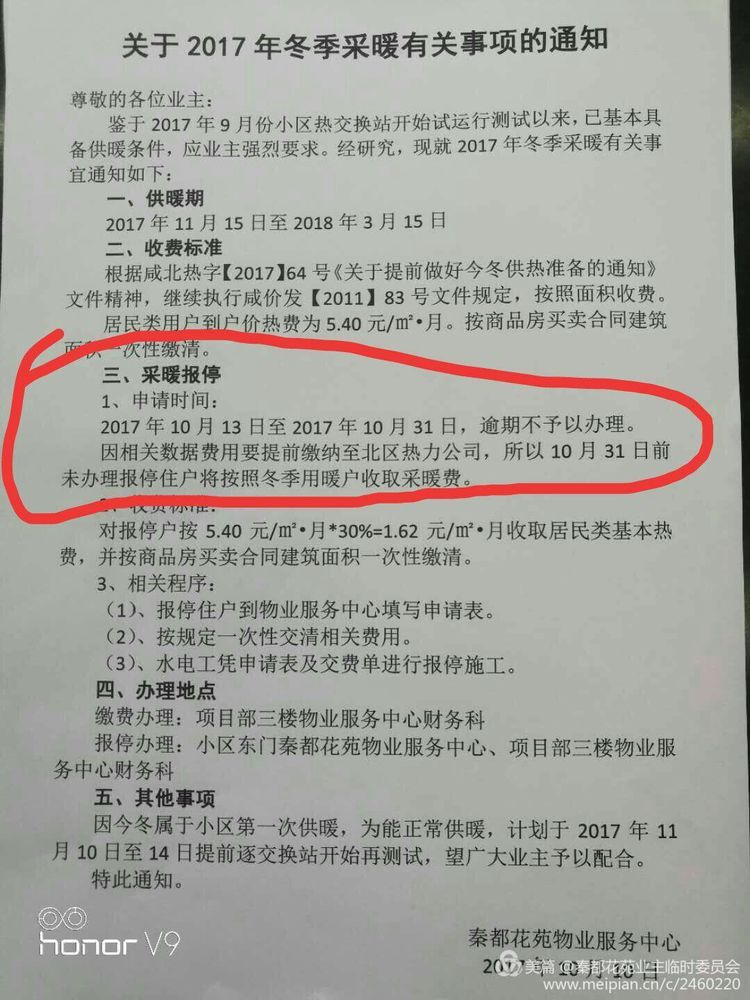 关于 2017 年冬季采暖有关事项的通知
尊敬的各位业主：
鉴于 2017 年 9 月份小区热交换站开始试运行测试以来，已基本具
备供暖条件，应业主强烈要求。经研究，现就 2017 年冬季采暖有关事
宜通知如下：
一、供暖期
2017 年 11 月 15 日至 2018 年 3 月 15 日
二、收费标准
根据咸北热字【2017】64 号《关于提前做好今冬供热准备的通知》
文件精神，继续执行咸价发【2011】83 号文件规定，按照面积收费。
居民类用户到户价热费为 5.40 元/㎡•月。按商品房买卖合同建筑
面积一次性缴清。
三、采暖报停
1、申请时间：
2017 年 10 月 13 日至 2017 年 10 月 31 日，逾期不予以办理。
因相关数据费用要提前缴纳至北区热力公司，所以 10 月 31 日前
未办理报停住户将按照冬季用暖户收取采暖费。
2、收费标准：
对报停户按 5.40 元/㎡•月*30%=1.62 元/㎡•月收取居民类基本热
费，并按商品房买卖合同建筑面积一次性缴清。
3、相关程序：
（1）、报停住户到物业服务中心填写申请表。
（2）、按规定一次性交清相关费用。
（3）、水电工凭申请表及交费单进行报停施工。
四、办理地点
缴费办理：项目部三楼物业服务中心财务科
报停办理：小区东门秦都花苑物业服务中心、项目部三楼物业服
务中心财务科
五、其他事项
因今冬属于小区第一次供暖，为能正常供暖，计划于 2017 年 11
月 10 日至 14 日提前逐交换站开始再测试，望广大业主予以配合。
特此通知。
秦都花苑物业服务中心
2017 年 10 月 10 日
honor V9
美篇 @秦都花苑业主临时委员会
www.meipian.cn/c/2460220